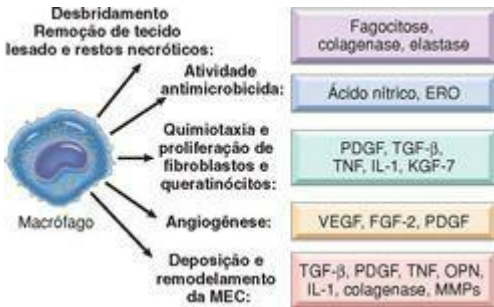 Desbridamento
Remoção de tecido
lesado e restos necróticos:
Fagocitose,
colagenase, elastase
Atividade
antimicrobicida:
Ácido nítrico, ERO
Quimiotaxia e
proliferação de
fibroblastos e
queratinócitos:
PDGF, TGF-β,
TNF, IL-1, KGF-7
Macrófago
Angiogênese:
VEGF, FGF-2, PDGF
Deposição e
remodelamento
da MEC:
TGF-β, PDGF, TNF, OPN,
IL-1, colagenase, MMPs